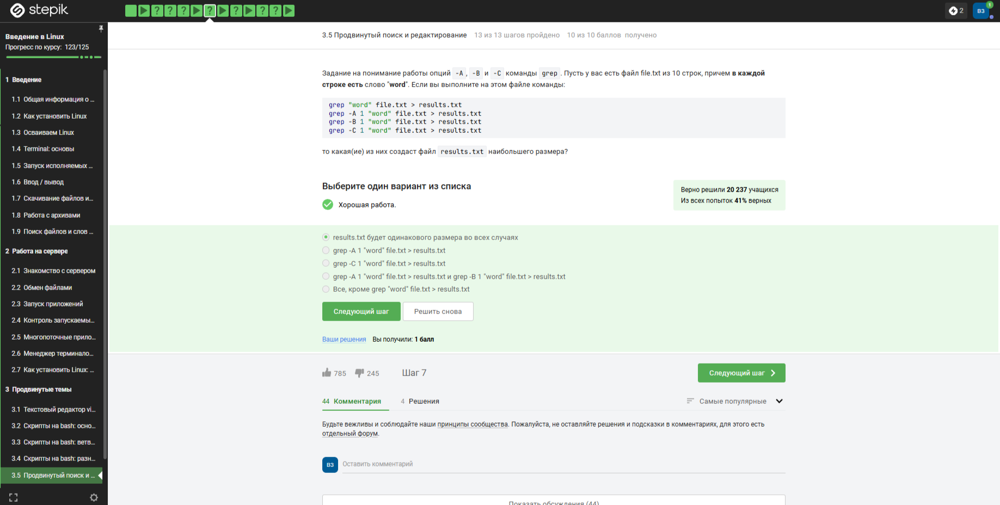 stepik
2
ВЗ
1
Введение в Linux
Прогресс по курсу: 123/125
1 Введение
1.1 Общая информация о ...
1.2 Как установить Linux
1.3 Осваиваем Linux
1.4 Terminal: основы
1.5 Запуск исполняемых ...
1.6 Ввод / вывод
1.7 Скачивание файлов и...
1.8 Работа с архивами
1.9 Поиск файлов и слов ...
2 Работа на сервере
2.1 Знакомство с сервером
2.2 Обмен файлами
2.3 Запуск приложений
2.4 Контроль запускаемы...
2.5 Многопоточные прило...
2.6 Менеджер терминало...
2.7 Как установить Linux: ...
3 Продвинутые темы
3.1 Текстовый редактор vi...
3.2 Скрипты на bash: осно...
3.3 Скрипты на bash: ветв...
3.4 Скрипты на bash: разн...
3.5 Продвинутый поиск и ...
3.5 Продвинутый поиск и редактирование 13 из 13 шагов пройдено 10 из 10 баллов получено
Задание на понимание работы опций -A, -B и -C команды grep. Пусть у вас есть файл file.txt из 10 строк, причем в каждой
строке есть слово "word". Если вы выполните на этом файле команды:
grep "word" file.txt > results.txt
grep -A 1 "word" file.txt > results.txt
grep -B 1 "word" file.txt > results.txt
grep -C 1 "word" file.txt > results.txt
то какая(ие) из них создаст файл results.txt наибольшего размера?
Выберите один вариант из списка
Хорошая работа.
Верно решили 20 237 учащихся
Из всех попыток 41% верных
results.txt будет одинакового размера во всех случаях
grep -A 1 "word" file.txt > results.txt
grep -C 1 "word" file.txt > results.txt
grep -A 1 "word" file.txt > results.txt и grep -B 1 "word" file.txt > results.txt
Все, кроме grep "word" file.txt > results.txt
Следующий шаг Решить снова
Ваши решения Вы получили: 1 балл
785 245 Шаг 7
Следующий шаг
44 Комментария 4 Решения Самые популярные
Будьте вежливы и соблюдайте наши принципы сообщества. Пожалуйста, не оставляйте решения и подсказки в комментариях, для этого есть
отдельный форум.
ВЗ Оставить комментарий
Показать обсуждения (44)